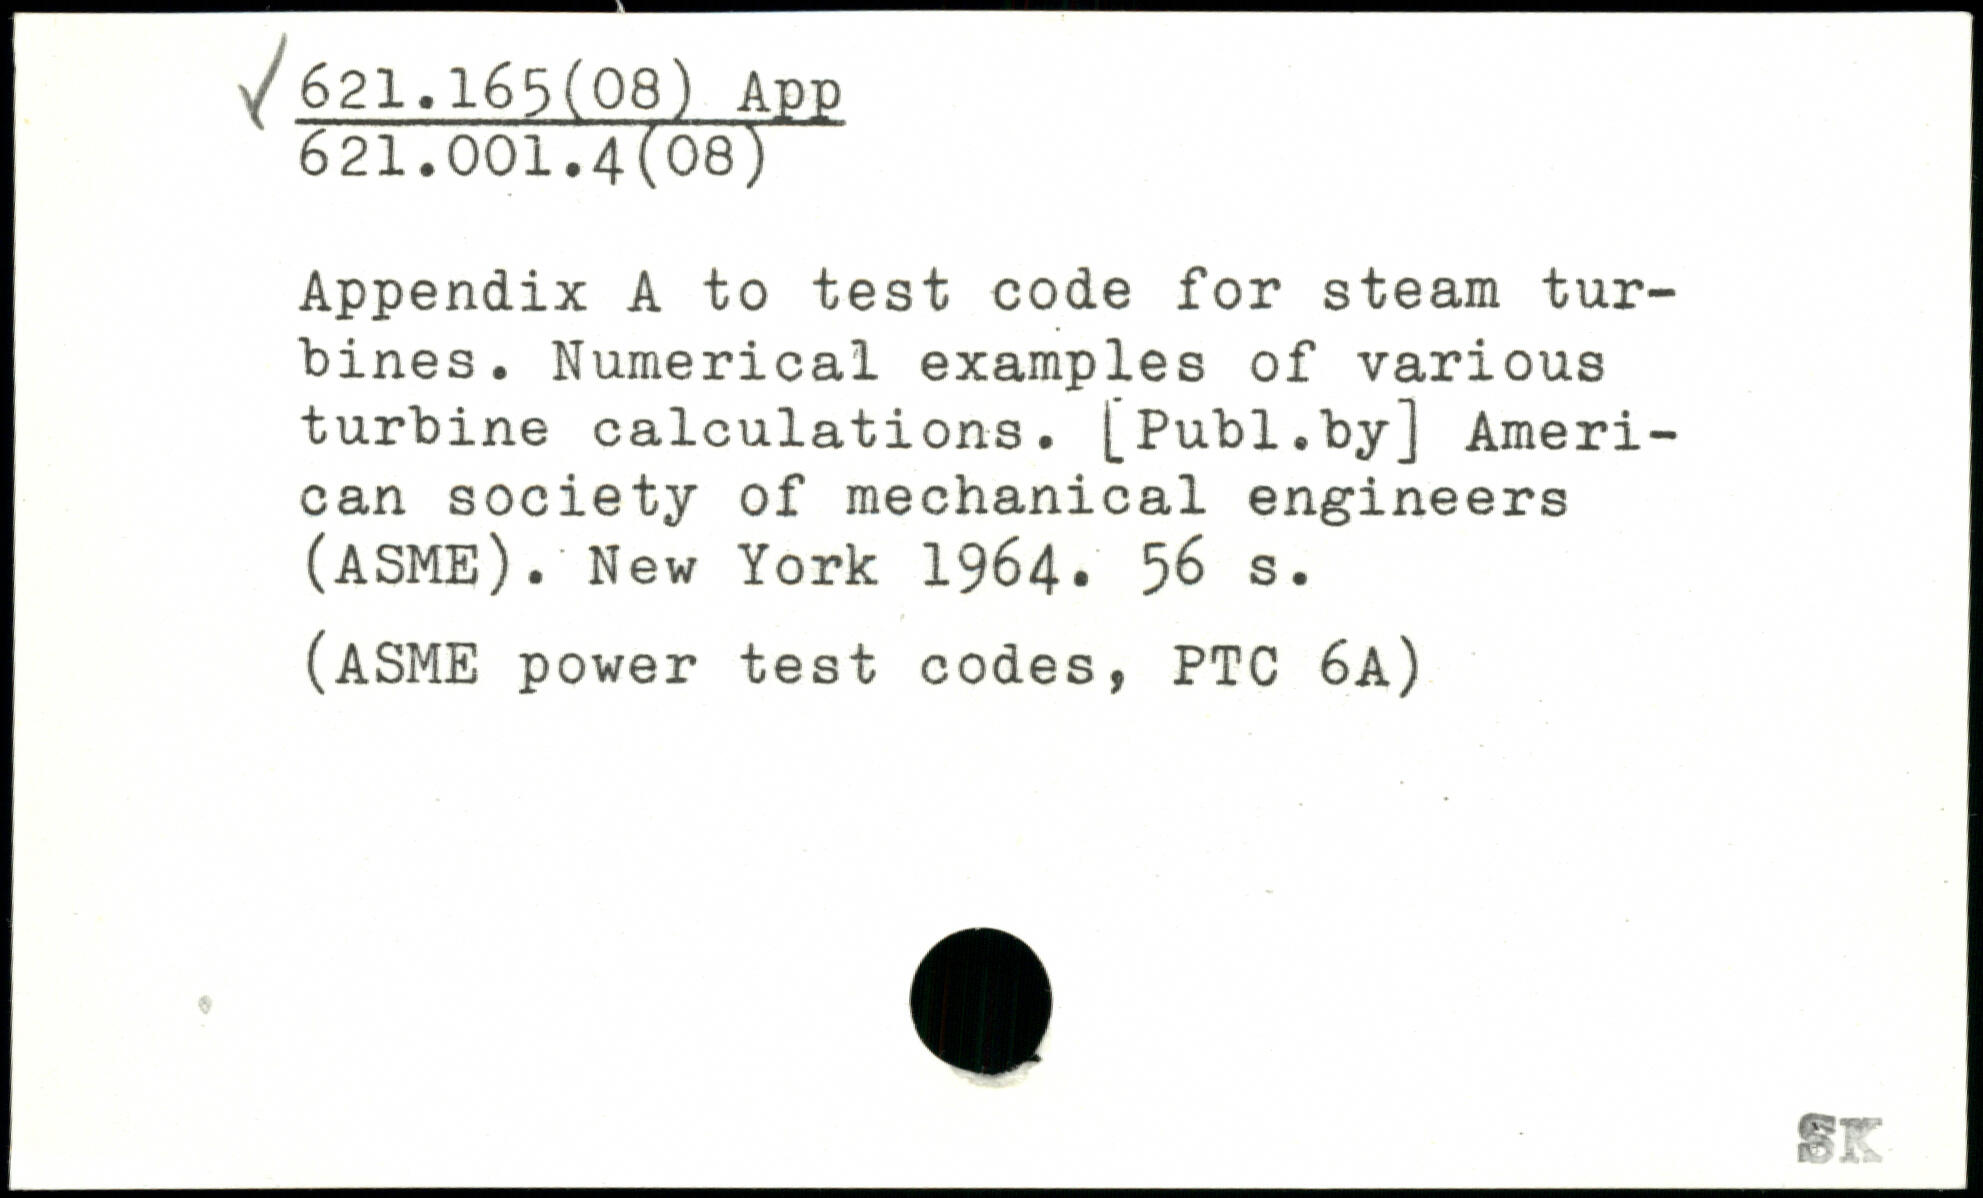 ✓ 621.165(08) App
621.001.4(08)
Appendix A to test code for steam tur-
bines. Numerical examples of various
turbine calculations. [Publ.by] Ameri-
can society of mechanical engineers
(ASME). New York 1964. 56 s.
(ASME power test codes, PTC 6A)
SK